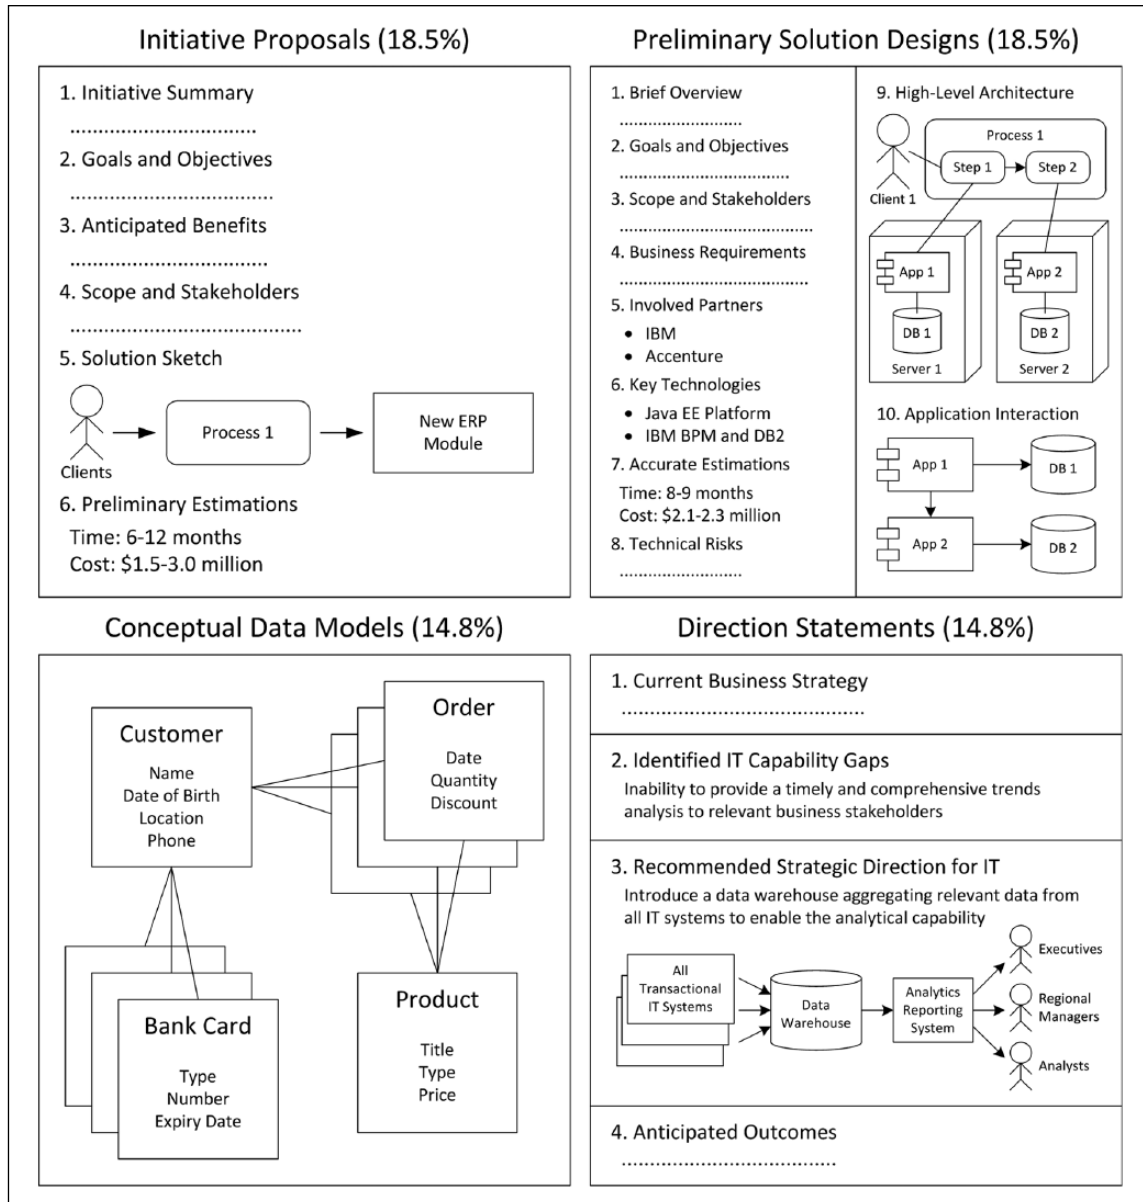 Initiative Proposals (18.5%)
1. Initiative Summary
.................................
2. Goals and Objectives
....................................
3. Anticipated Benefits
...................................
4. Scope and Stakeholders
.........................................
5. Solution Sketch
Clients
Process 1
New ERP
Module
6. Preliminary Estimations
Time: 6-12 months
Cost: $1.5-3.0 million
Preliminary Solution Designs (18.5%)
1. Brief Overview
.........................
2. Goals and Objectives
...................................
3. Scope and Stakeholders
........................................
4. Business Requirements
.......................................
5. Involved Partners
• IBM
• Accenture
6. Key Technologies
• Java EE Platform
• IBM BPM and DB2
7. Accurate Estimations
Time: 8-9 months
Cost: $2.1-2.3 million
8. Technical Risks
.........................
9. High-Level Architecture
Process 1
Step 1
Step 2
Client 1
App 1
App 2
DB 1
DB 2
Server 1
Server 2
10. Application Interaction
App 1
DB 1
App 2
DB 2
Conceptual Data Models (14.8%)
Customer
Name
Date of Birth
Location
Phone
Order
Date
Quantity
Discount
Bank Card
Type
Number
Expiry Date
Product
Title
Type
Price
Direction Statements (14.8%)
1. Current Business Strategy
...........................................
2. Identified IT Capability Gaps
Inability to provide a timely and comprehensive trends
analysis to relevant business stakeholders
3. Recommended Strategic Direction for IT
Introduce a data warehouse aggregating relevant data from
all IT systems to enable the analytical capability
All
Transactional
IT Systems
Data
Warehouse
Analytics
Reporting
System
Executives
Regional
Managers
Analysts
4. Anticipated Outcomes
......................................